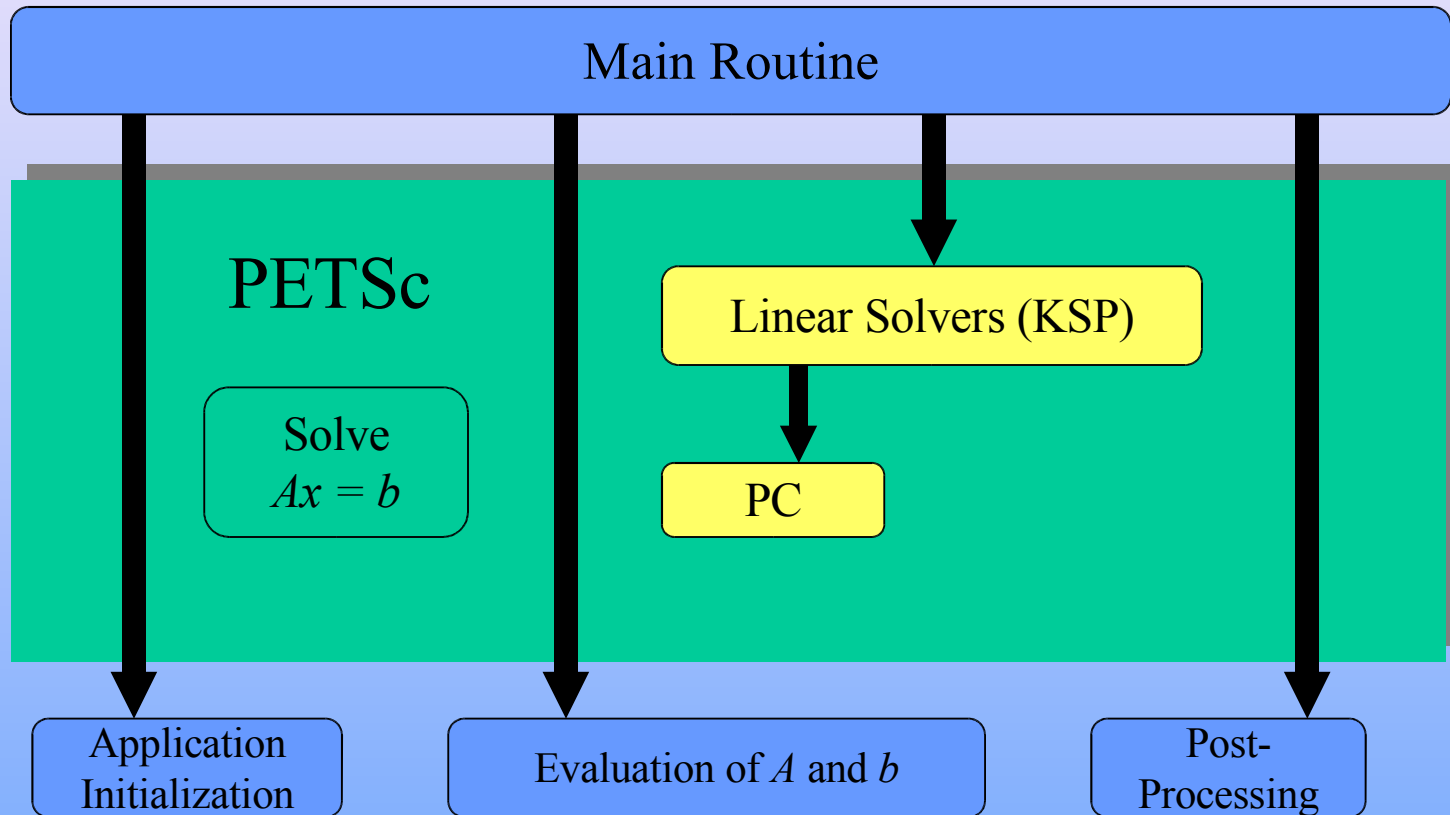 Main Routine
PETSc
Linear Solvers (KSP)
Solve
Ax = b
PC
Application
Initialization
Evaluation of A and b
Post-
Processing